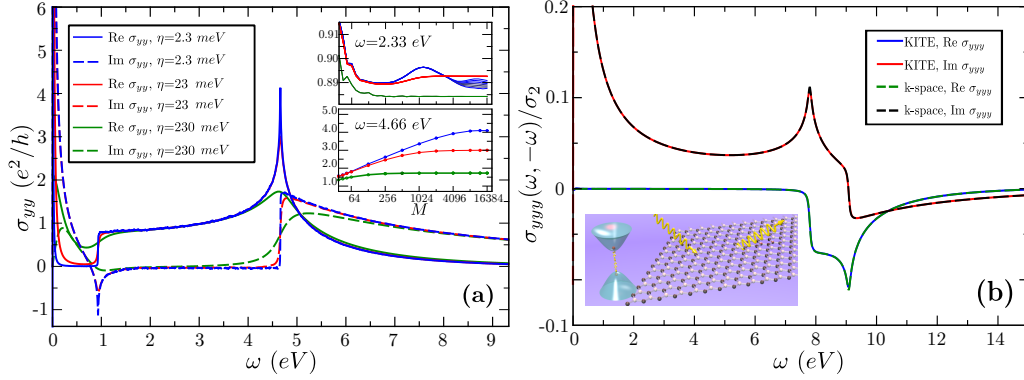 Re σyy, η=2.3 meV
Im σyy, η=2.3 meV
Re σyy, η=23 meV
Im σyy, η=23 meV
Re σyy, η=230 meV
Im σyy, η=230 meV
ω=2.33 eV
0.91
0.90
0.89
ω=4.66 eV
5.0
4.0
3.0
2.0
1.0
64 256 1024 4096 16384
M
σyy (e²/h)
6
5
4
3
2
1
0
-1
(a)
0 1 2 3 4 5 6 7 8 9
ω (eV)
KITE, Re σyyy
KITE, Im σyyy
k-space, Re σyyy
k-space, Im σyyy
σyyy(ω, −ω)/σ2
0.2
0.1
0
-0.1
(b)
0 2 4 6 8 10 12 14
ω (eV)